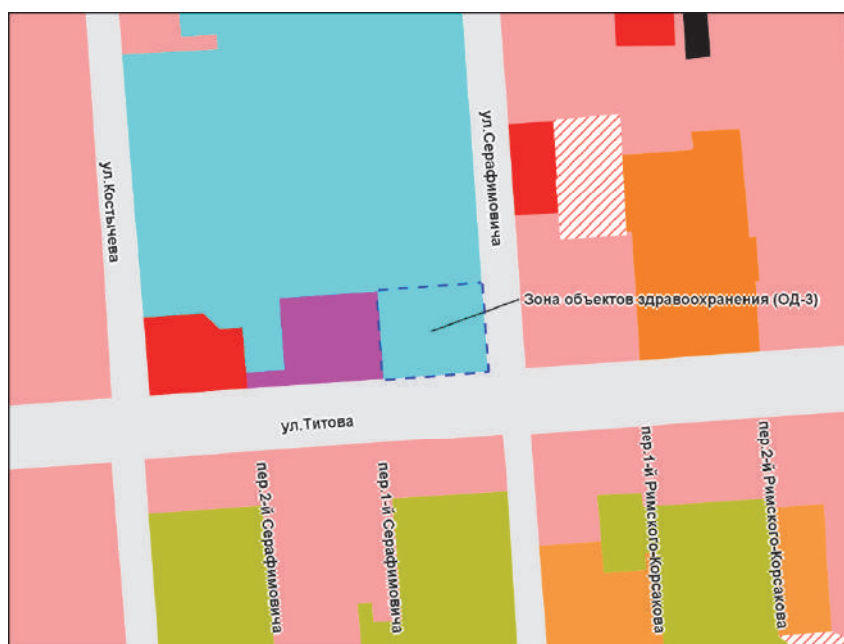 ул.Костычева
ул.Серафимовича
Зона объектов здравоохранения (ОД-3)
ул.Титова
пер.2-й Серафимовича
пер.1-й Серафимовича
пер.1-й Римского-Корсакова
пер.2-й Римского-Корсакова